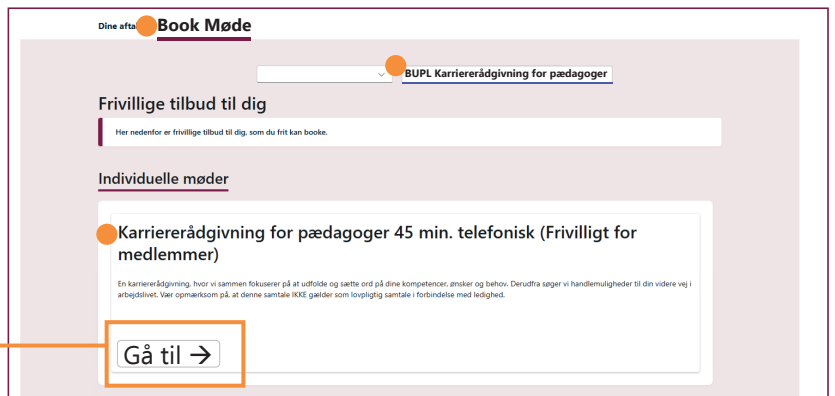 Dine afta Book Møde
BUPL Karriererådgivning for pædagoger
Frivillige tilbud til dig
Her nedenfor er frivillige tilbud til dig, som du frit kan booke.
Individuelle møder
Karriererådgivning for pædagoger 45 min. telefonisk (Frivilligt for
medlemmer)
En karriererådgivning, hvor vi sammen fokuserer på at udfolde og sætte ord på dine kompetencer, ønsker og behov. Derudfra søger vi handlemuligheder til din videre vej i
arbejdslivet. Vær opmærksom på, at denne samtale IKKE gælder som lovpligtig samtale i forbindelse med ledighed.
Gå til →